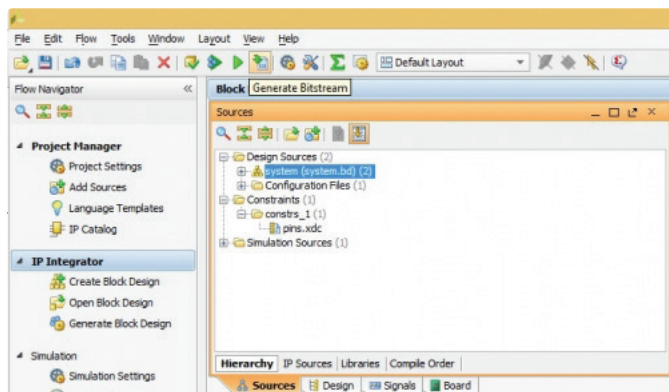 File Edit Flow Tools Window Layout View Help
Default Layout
Flow Navigator
Block
Generate Bitstream
Project Manager
Project Settings
Add Sources
Language Templates
IP Catalog
IP Integrator
Create Block Design
Open Block Design
Generate Block Design
Simulation
Simulation Settings
Sources
Design Sources (2)
system (system.bd) (2)
Configuration Files (1)
Constraints (1)
constrs_1 (1)
pins.xdc
Simulation Sources (1)
Hierarchy IP Sources Libraries Compile Order
Sources Design Signals Board